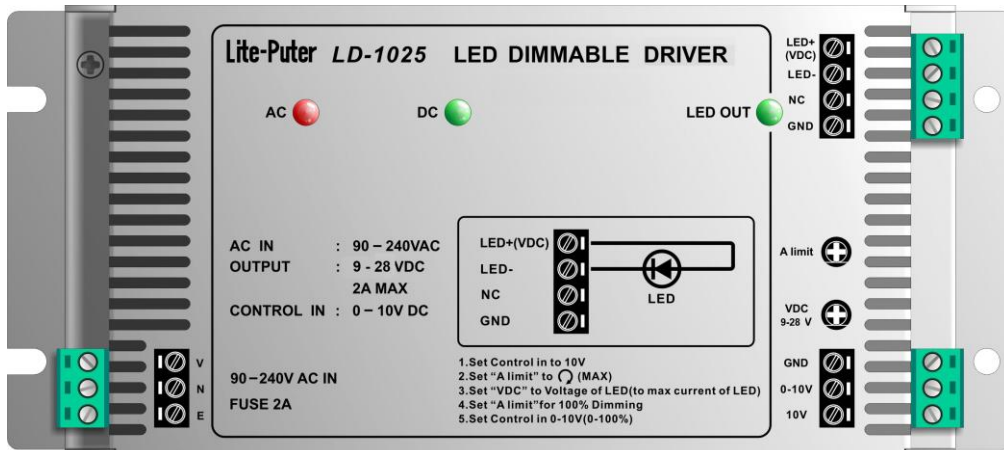 Lite-Puter LD-1025 LED DIMMABLE DRIVER
AC
DC
LED OUT
LED+
(VDC)
LED-
NC
GND
AC IN : 90 – 240VAC
OUTPUT : 9 - 28 VDC
2A MAX
CONTROL IN : 0 – 10V DC
90–240V AC IN
FUSE 2A
LED+(VDC)
LED-
NC
GND
LED
1.Set Control in to 10V
2.Set “A limit” to (MAX)
3.Set “VDC” to Voltage of LED(to max current of LED)
4.Set “A limit”for 100% Dimming
5.Set Control in 0-10V(0-100%)
A limit
VDC
9-28 V
GND
0-10V
10V
V
N
E